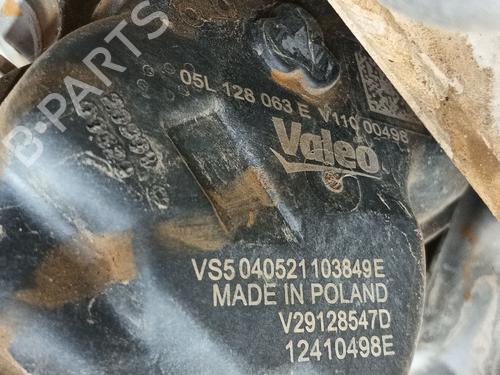 05L 128 063 E V110 00498
Valeo
VS5 040521103849E
MADE IN POLAND
V29128547D
12410498E
B-PARTS